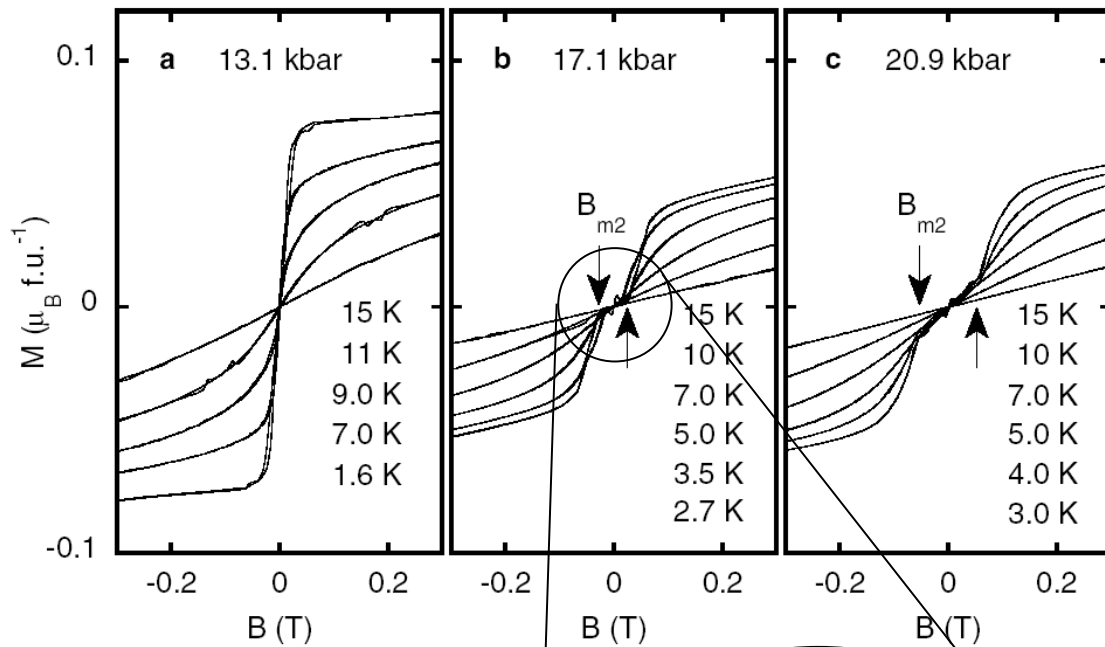 a 13.1 kbar
b 17.1 kbar
c 20.9 kbar
M (μB f.u.-1)
0.1
0
-0.1
15 K
11 K
9.0 K
7.0 K
1.6 K
Bm2
15 K
10 K
7.0 K
5.0 K
3.5 K
2.7 K
Bm2
15 K
10 K
7.0 K
5.0 K
4.0 K
3.0 K
-0.2 0 0.2
-0.2 0 0.2
-0.2 0 0.2
B (T)
B (T)
B (T)